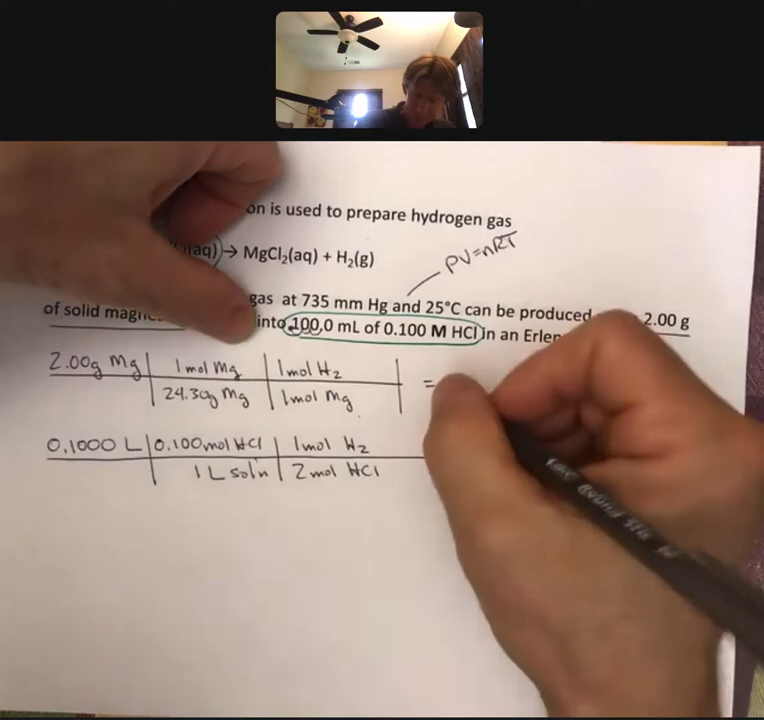 on is used to prepare hydrogen gas
(aq) → MgCl₂(aq) + H₂(g)
PV=nRT
gas at 735 mm Hg and 25°C can be produced
2.00 g
of solid
into 100.0 mL of 0.100 M HCl in an
2.00g Mg | 1 mol Mg | 1 mol H₂ | =
24.30g Mg | 1 mol Mg
0.1000 L | 0.100 mol HCl | 1 mol H₂
1 L soln | 2 mol HCl